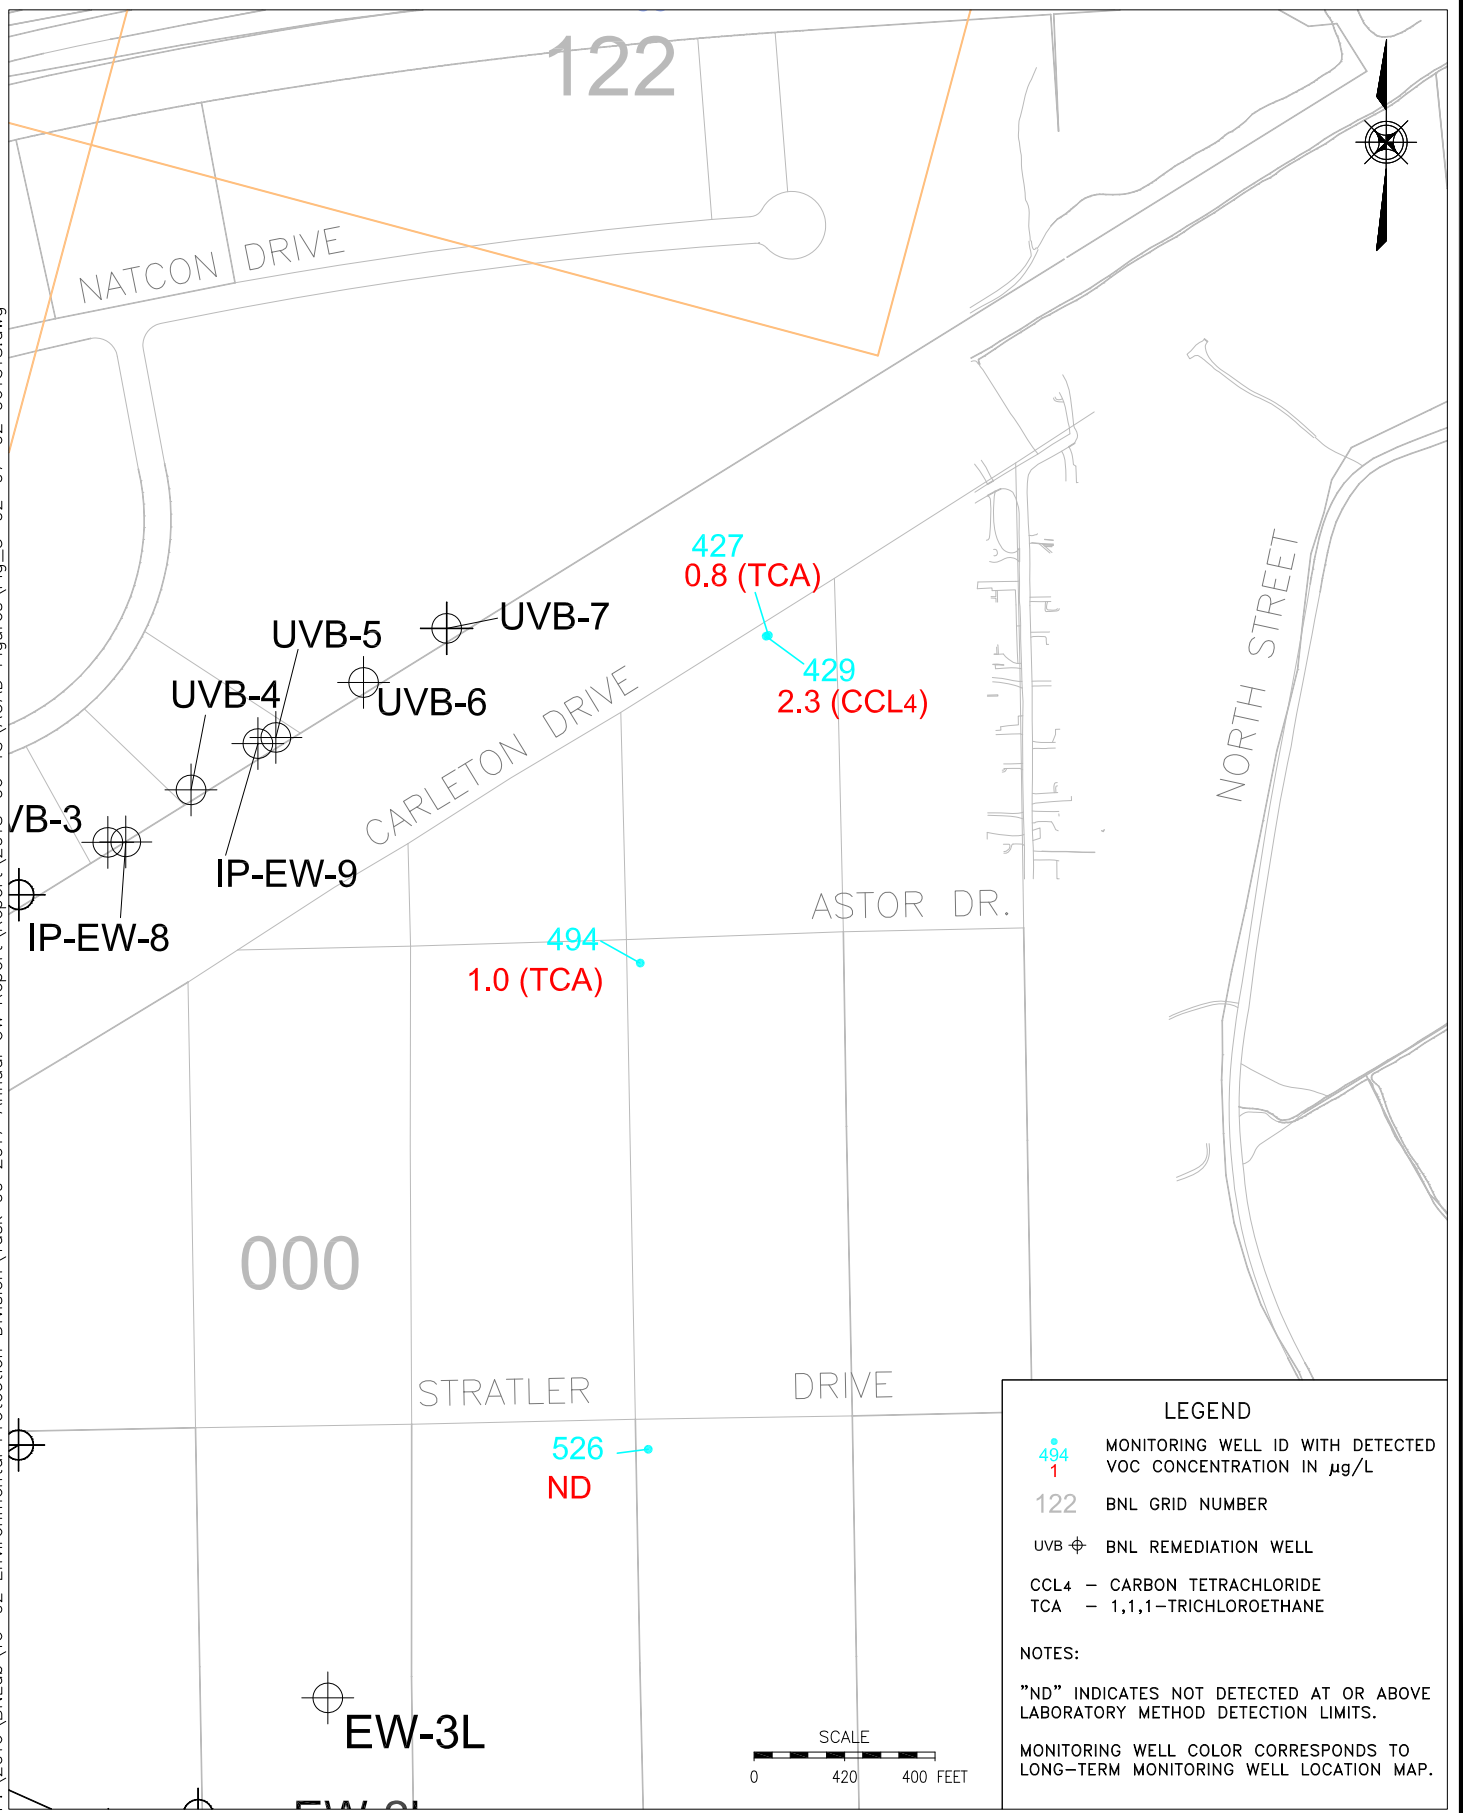 122
NATCON DRIVE
427
0.8 (TCA)
UVB-7
UVB-5
429
2.3 (CCL4)
UVB-4
UVB-6
CARLETON DRIVE
NORTH STREET
VB-3
IP-EW-9
ASTOR DR.
IP-EW-8
494
1.0 (TCA)
000
STRATLER DRIVE
526
ND
EW-3L
SCALE
0 420 400 FEET
LEGEND
494
1
MONITORING WELL ID WITH DETECTED
VOC CONCENTRATION IN µg/L
122 BNL GRID NUMBER
UVB BNL REMEDIATION WELL
CCL4 – CARBON TETRACHLORIDE
TCA – 1,1,1–TRICHLOROETHANE
NOTES:
"ND" INDICATES NOT DETECTED AT OR ABOVE
LABORATORY METHOD DETECTION LIMITS.
MONITORING WELL COLOR CORRESPONDS TO
LONG–TERM MONITORING WELL LOCATION MAP.